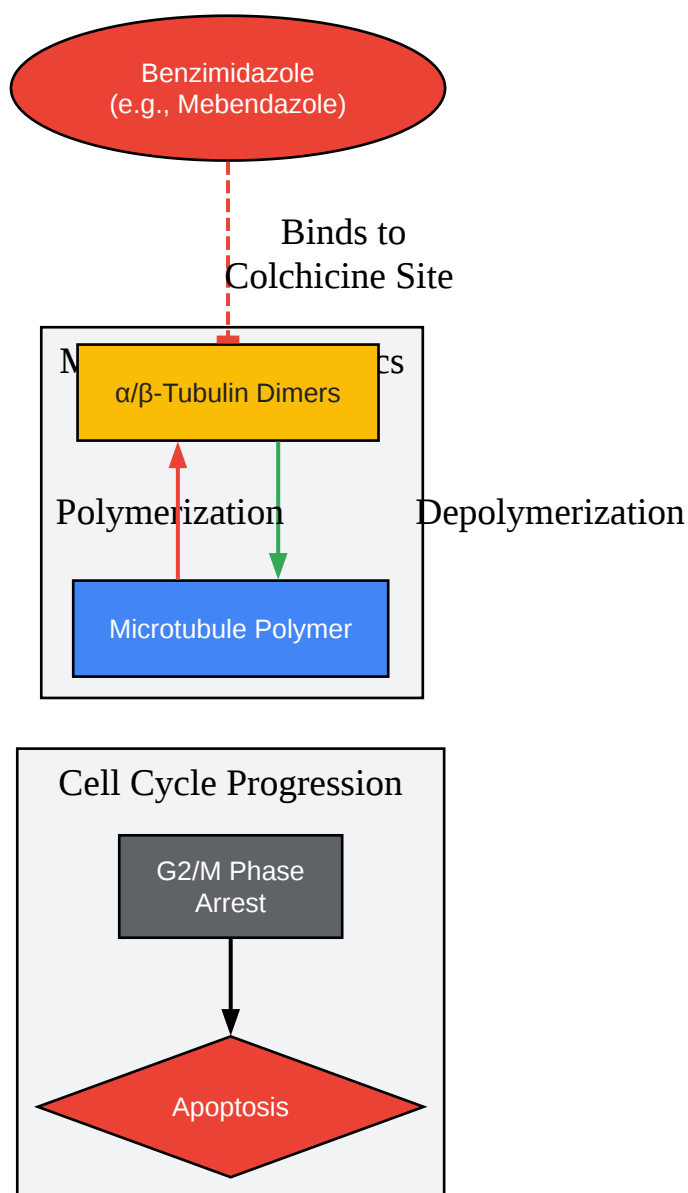 Benzimidazole
(e.g., Mebendazole)
Binds to
Colchicine Site
α/β-Tubulin Dimers
Polymerization
Depolymerization
Microtubule Polymer
Cell Cycle Progression
G2/M Phase
Arrest
Apoptosis